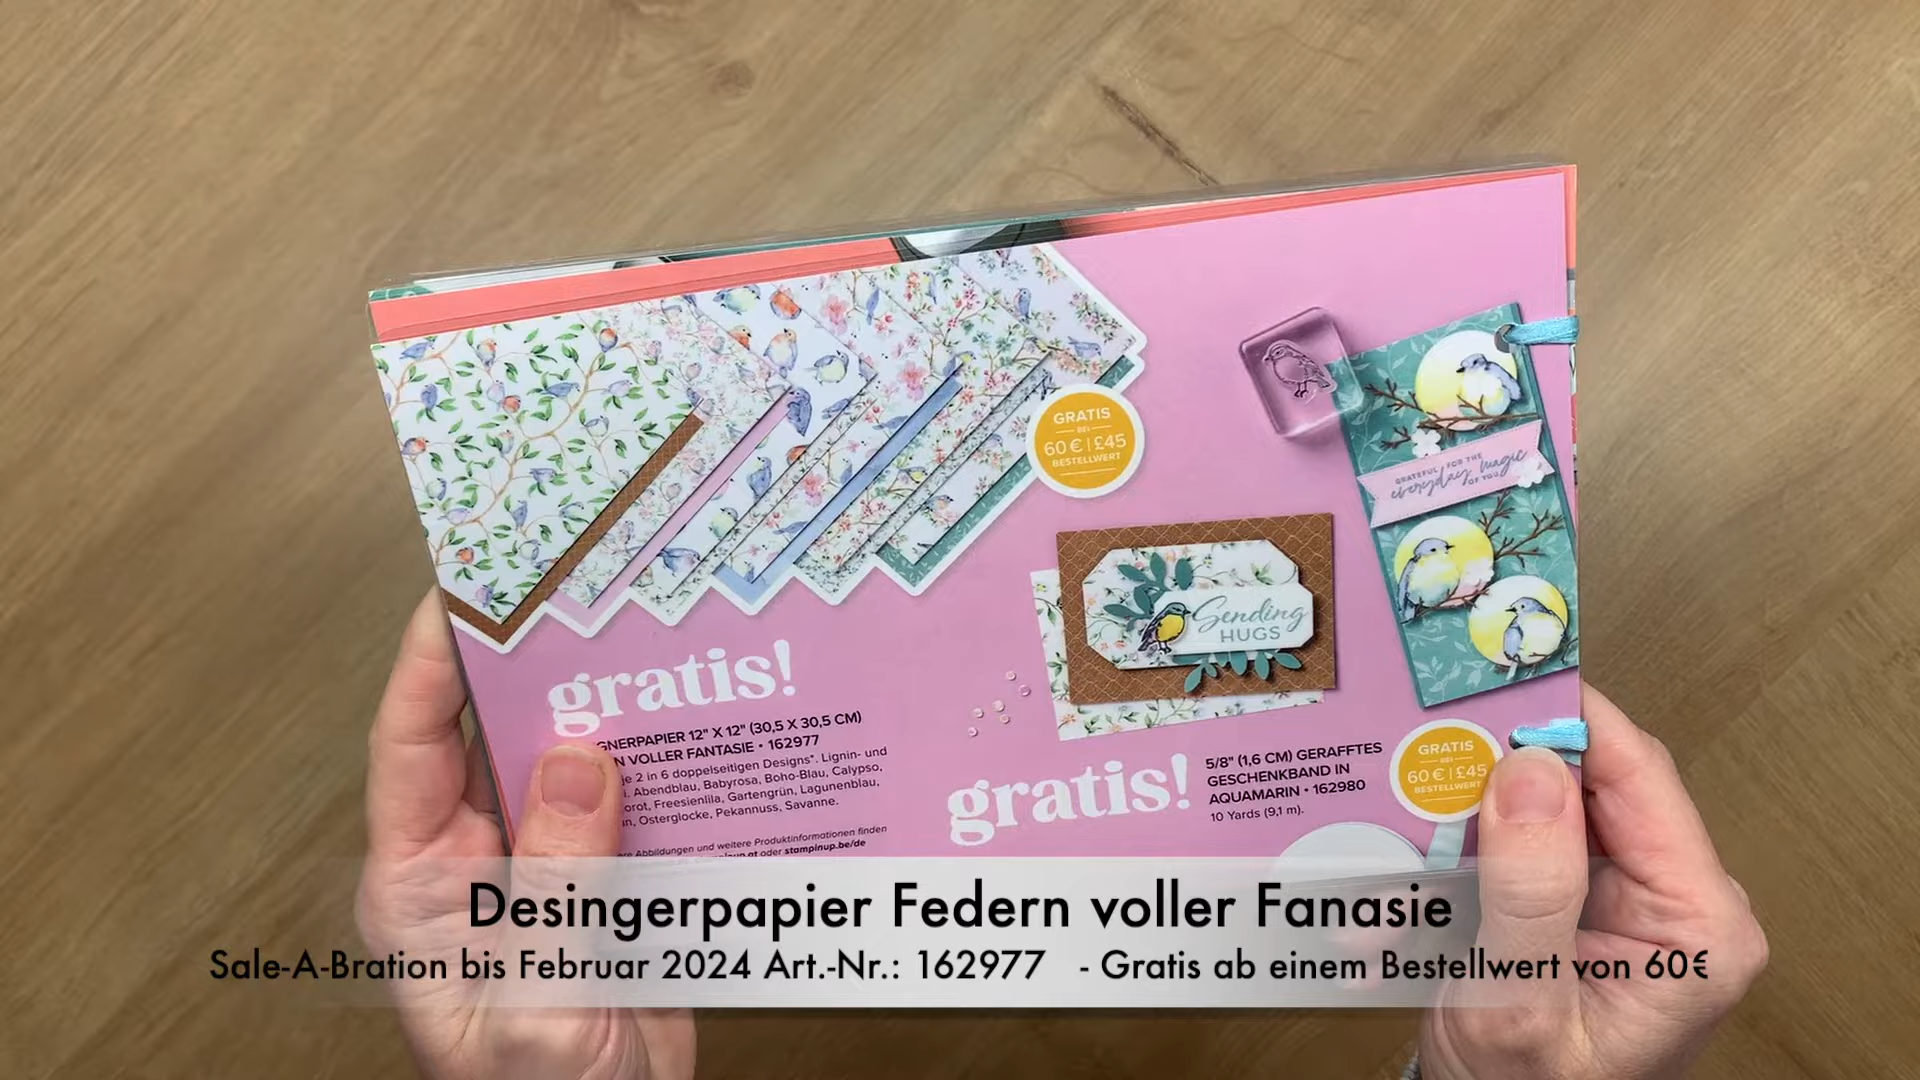 GRATIS
BEI
60 € | £45
BESTELLWERT
GRATEFUL FOR THE
everyday magic
OF YOU
Sending
HUGS
gratis!
GNERPAPIER 12" X 12" (30,5 X 30,5 CM)
N VOLLER FANTASIE • 162977
je 2 in 6 doppelseitigen Designs*. Lignin- und
i. Abendblau, Babyrosa, Boho-Blau, Calypso,
orot, Freesienlila, Gartengrün, Lagunenblau,
n, Osterglocke, Pekannuss, Savanne.
re Abbildungen und weitere Produktinformationen finden
oder stampinup.be/de
gratis!
5/8" (1,6 CM) GERAFFTES
GESCHENKBAND IN
AQUAMARIN • 162980
10 Yards (9,1 m).
GRATIS
BEI
60 € | £45
BESTELLWERT
Desingerpapier Federn voller Fanasie
Sale-A-Bration bis Februar 2024 Art.-Nr.: 162977 - Gratis ab einem Bestellwert von 60€